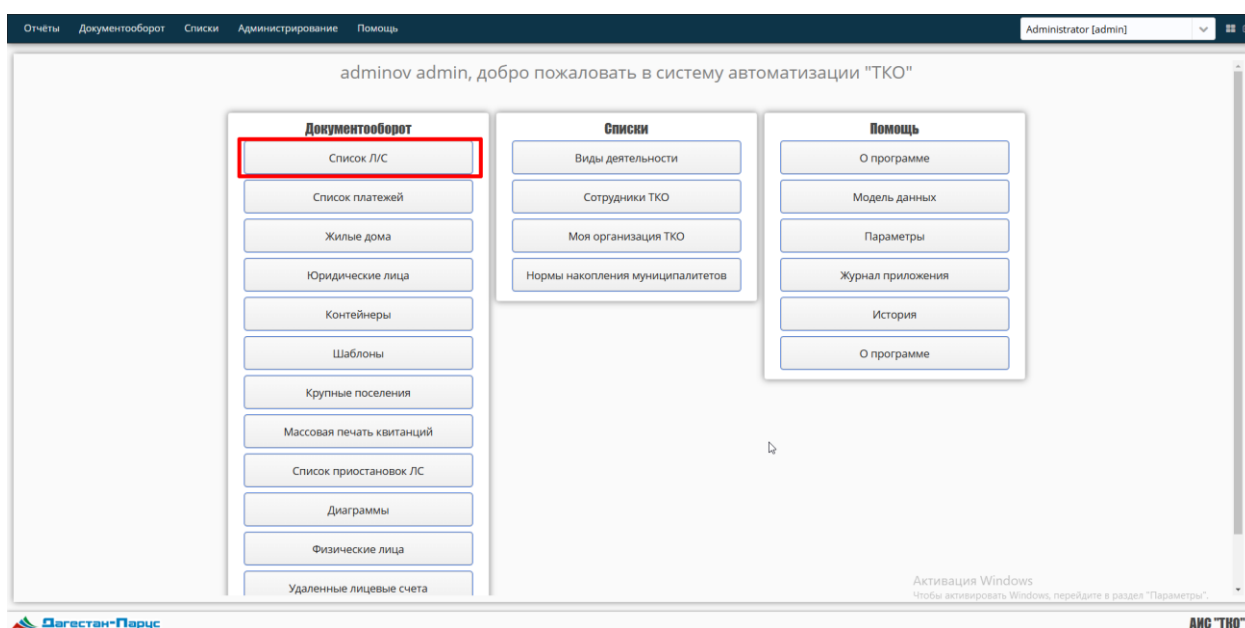 Отчёты Документооборот Списки Администрирование Помощь Administrator [admin]
adminov admin, добро пожаловать в систему автоматизации "ТКО"
Документооборот
Список Л/С
Список платежей
Жилые дома
Юридические лица
Контейнеры
Шаблоны
Крупные поселения
Массовая печать квитанций
Список приостановок ЛС
Диаграммы
Физические лица
Удаленные лицевые счета
Списки
Виды деятельности
Сотрудники ТКО
Моя организация ТКО
Нормы накопления муниципалитетов
Помощь
О программе
Модель данных
Параметры
Журнал приложения
История
О программе
Активация Windows
Чтобы активировать Windows, перейдите в раздел "Параметры".
Дагестан-Парус
АИС "ТКО"